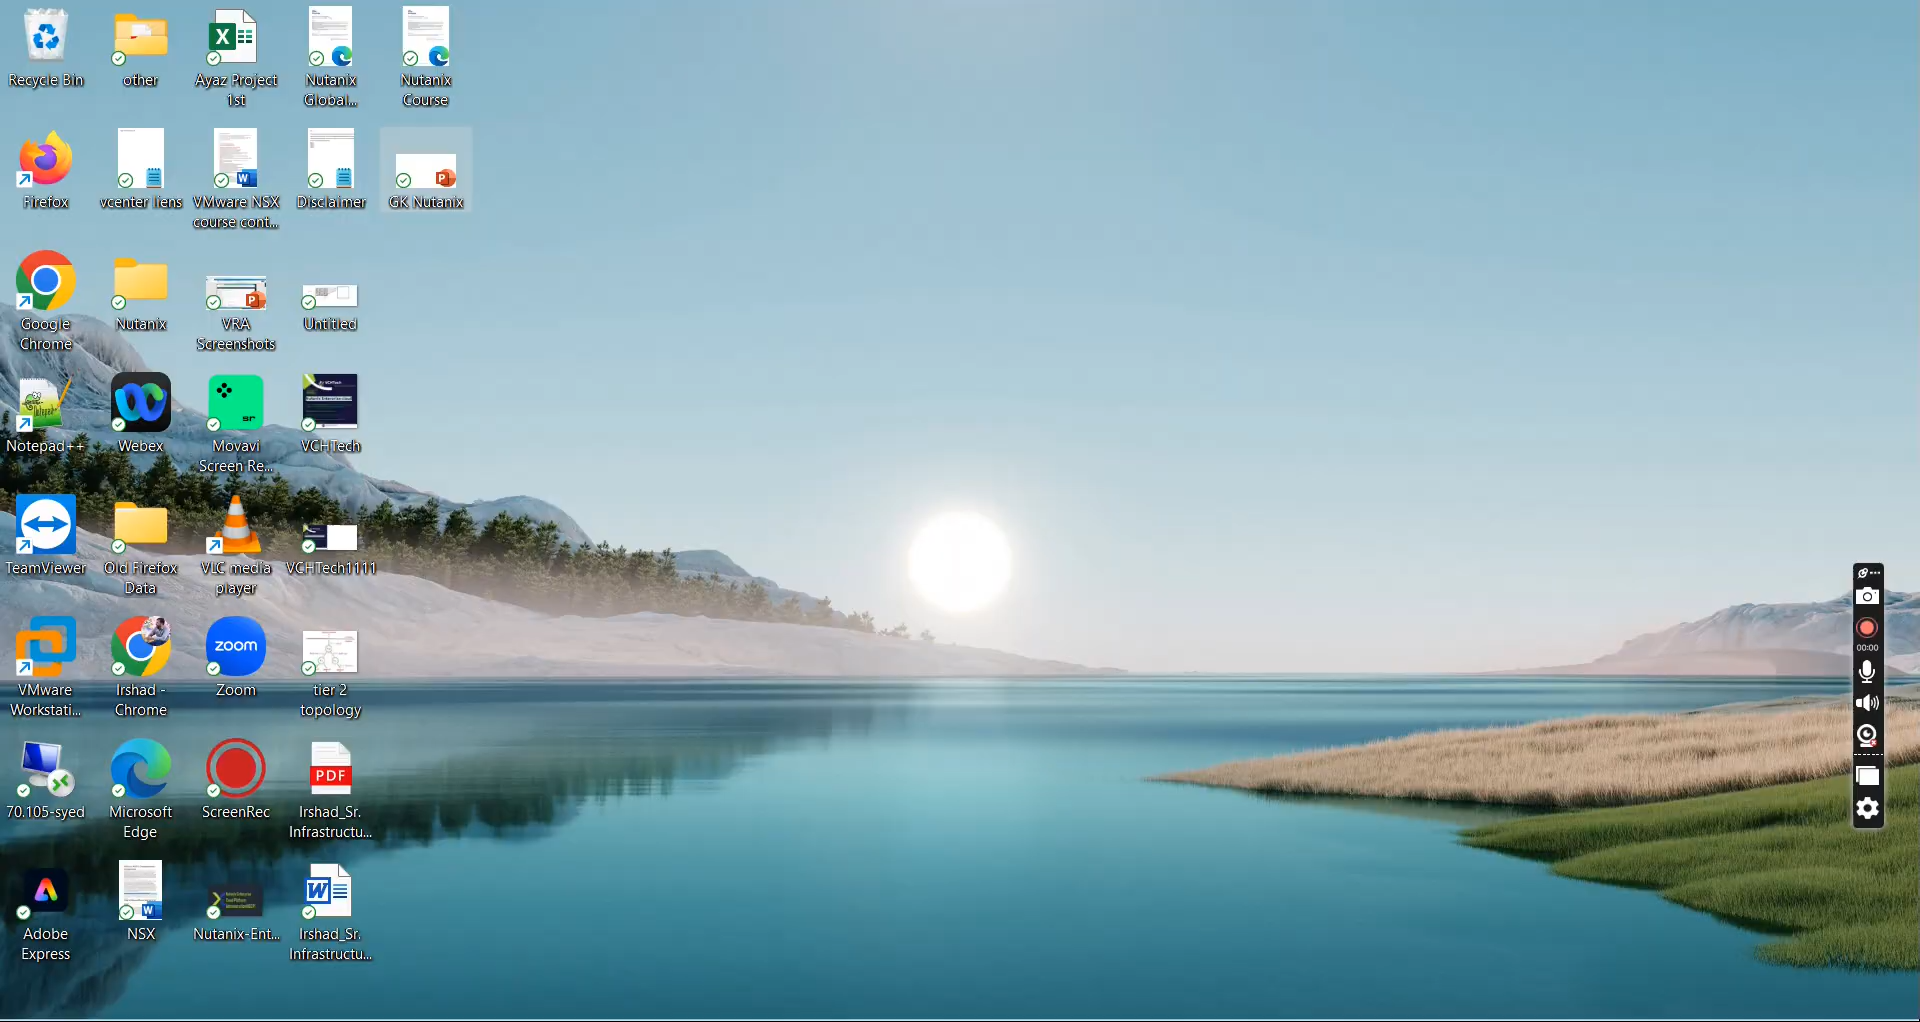 Recycle Bin
other
Ayaz Project
1st
Nutanix
Global...
Nutanix
Course
Firefox
vcenter liens
VMware NSX
course cont...
Disclaimer
GK Nutanix
Google
Chrome
Nutanix
VRA
Screenshots
Untitled
Notepad++
Webex
Movavi
Screen Re...
VCHTech
TeamViewer
Old Firefox
Data
VLC media
player
VCHTech1111
VMware
Workstati...
Irshad -
Chrome
zoom
Zoom
tier 2
topology
70.105-syed
Microsoft
Edge
ScreenRec
PDF
Irshad_Sr.
Infrastructu...
Adobe
Express
NSX
Nutanix-Ent...
Irshad_Sr.
Infrastructu...
00:00